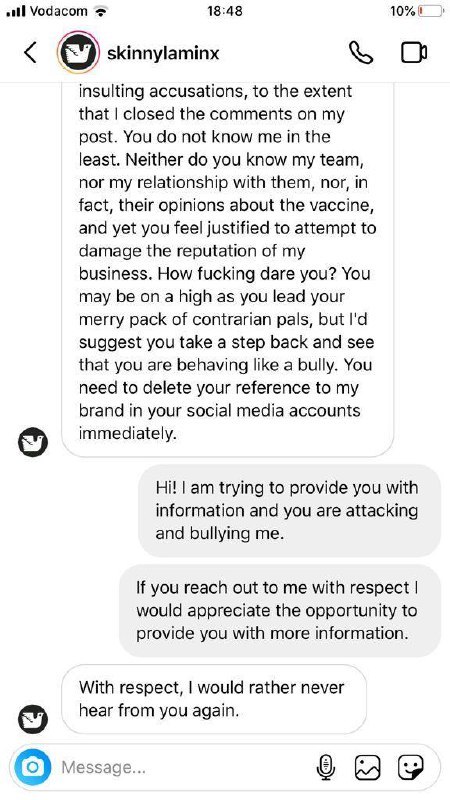 Vodacom 18:48 10%
skinnylaminx
insulting accusations, to the extent
that I closed the comments on my
post. You do not know me in the
least. Neither do you know my team,
nor my relationship with them, nor, in
fact, their opinions about the vaccine,
and yet you feel justified to attempt to
damage the reputation of my
business. How fucking dare you? You
may be on a high as you lead your
merry pack of contrarian pals, but I'd
suggest you take a step back and see
that you are behaving like a bully. You
need to delete your reference to my
brand in your social media accounts
immediately.
Hi! I am trying to provide you with
information and you are attacking
and bullying me.
If you reach out to me with respect I
would appreciate the opportunity to
provide you with more information.
With respect, I would rather never
hear from you again.
Message...